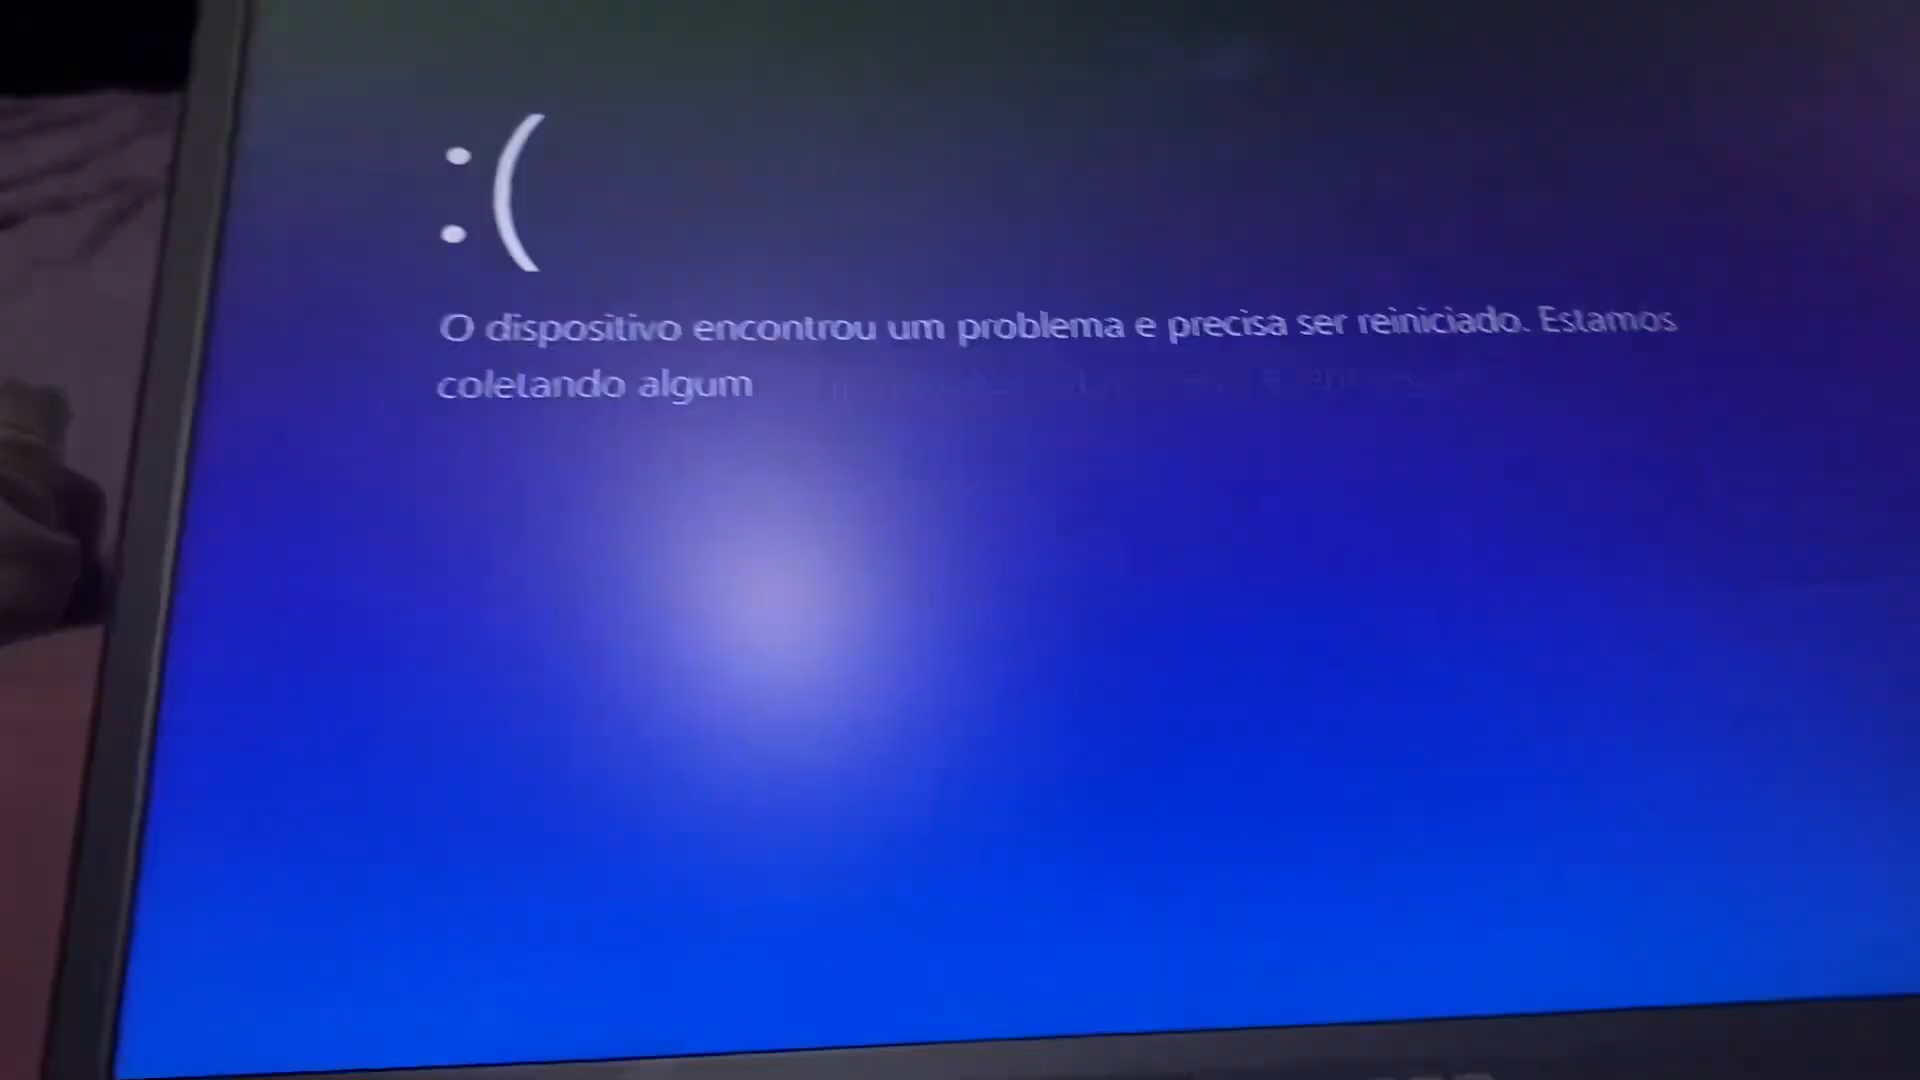 :(
O dispositivo encontrou um problema e precisa ser reiniciado. Estamos
coletando algum